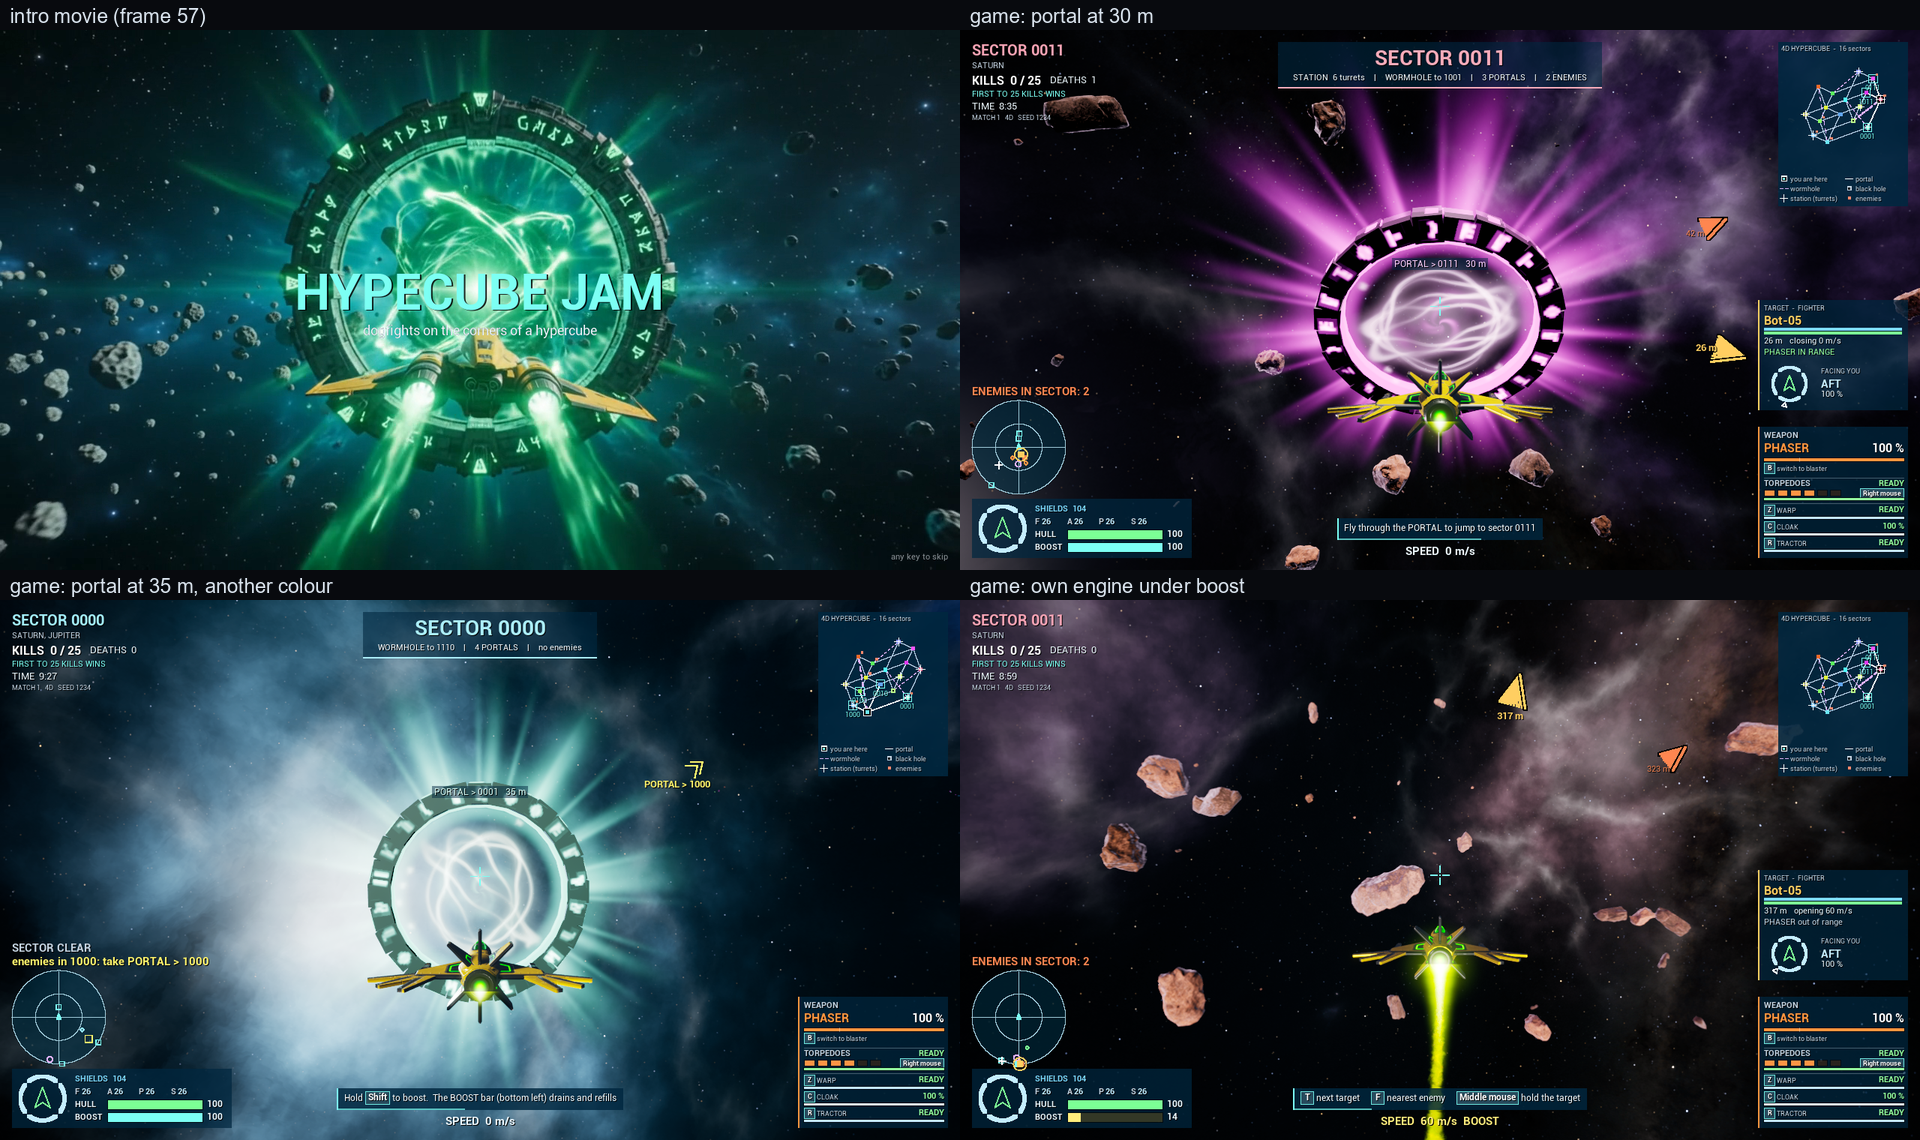 intro movie (frame 57)
HYPECUBE JAM
dogfights on the corners of a hypercube
any key to skip
game: portal at 30 m
SECTOR 0011
SATURN
KILLS 0 / 25 DEATHS 1
FIRST TO 25 KILLS WINS
TIME 8:35
MATCH 1 4D SEED 1234
SECTOR 0011
STATION 6 turrets | WORMHOLE to 1001 | 3 PORTALS | 2 ENEMIES
4D HYPERCUBE - 16 sectors
0001
you are here
portal
wormhole
black hole
station (turrets)
enemies
42 m
PORTAL > 0111 30 m
26 m
TARGET - FIGHTER
Bot-05
26 m closing 0 m/s
PHASER IN RANGE
FACING YOU
AFT
100 %
ENEMIES IN SECTOR: 2
SHIELDS 104
F 26 A 26 P 26 S 26
HULL 100
BOOST 100
Fly through the PORTAL to jump to sector 0111
SPEED 0 m/s
WEAPON
PHASER 100 %
B switch to blaster
TORPEDOES READY
Right mouse
Z WARP READY
C CLOAK 100 %
R TRACTOR READY
game: portal at 35 m, another colour
SECTOR 0000
SATURN, JUPITER
KILLS 0 / 25 DEATHS 0
FIRST TO 25 KILLS WINS
TIME 9:27
MATCH 1, 4D SEED 1234
SECTOR 0000
WORMHOLE to 1110 | 4 PORTALS | no enemies
4D HYPERCUBE - 16 sectors
1000
0001
you are here
portal
wormhole
black hole
station (turrets)
enemies
PORTAL > 0001 35 m
PORTAL > 1000
SECTOR CLEAR
enemies in 1000: take PORTAL > 1000
SHIELDS 104
F 26 A 26 P 26 S 26
HULL 100
BOOST 100
Hold Shift to boost. The BOOST bar (bottom left) drains and refills
SPEED 0 m/s
WEAPON
PHASER 100 %
B switch to blaster
TORPEDOES READY
Right mouse
Z WARP READY
C CLOAK 100 %
R TRACTOR READY
game: own engine under boost
SECTOR 0011
SATURN
KILLS 0 / 25 DEATHS 0
FIRST TO 25 KILLS WINS
TIME 8:59
MATCH 1 4D SEED 1234
4D HYPERCUBE - 16 sectors
0001
you are here
portal
wormhole
black hole
station (turrets)
enemies
317 m
323 m
TARGET - FIGHTER
Bot-05
317 m opening 60 m/s
PHASER out of range
FACING YOU
AFT
100 %
ENEMIES IN SECTOR: 2
SHIELDS 104
F 26 A 26 P 26 S 26
HULL 100
BOOST 14
T next target F nearest enemy Middle mouse hold the target
SPEED 60 m/s BOOST
WEAPON
PHASER 100 %
B switch to blaster
TORPEDOES READY
Right mouse
Z WARP READY
C CLOAK 100 %
R TRACTOR READY